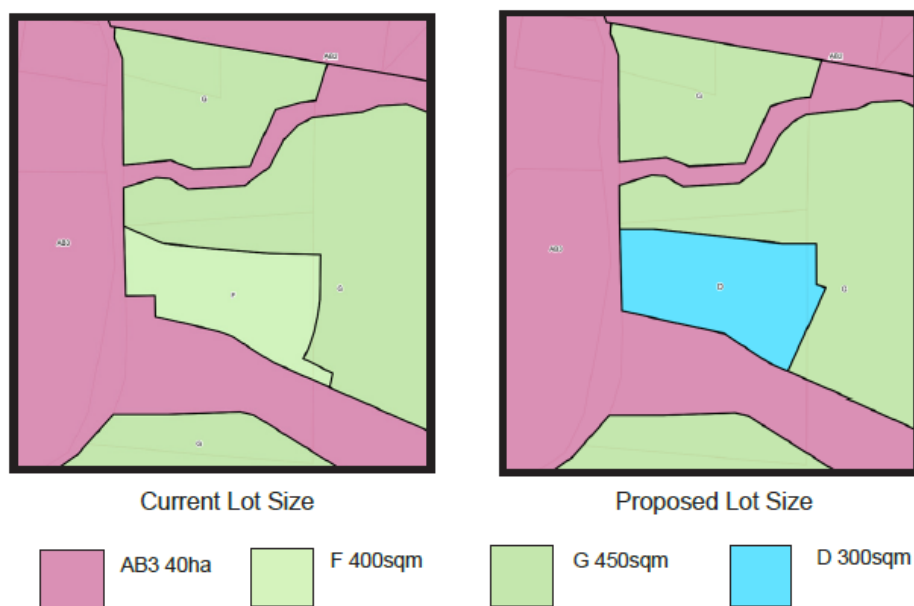 AB3
G
AB3
F
G
G
AB3
G
AB3
D
G
G
Current Lot Size
Proposed Lot Size
AB3 40ha
F 400sqm
G 450sqm
D 300sqm